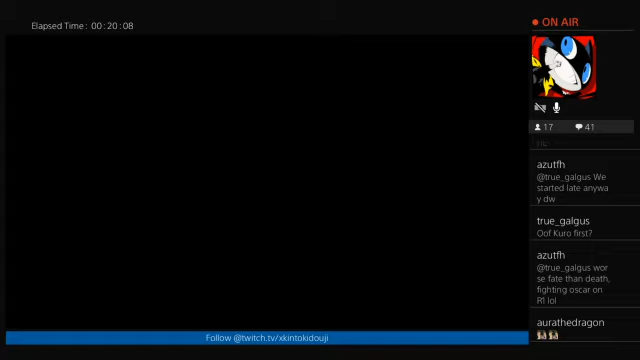 Elapsed Time : 00:20:08
ON AIR
17
41
azutfh
@true_galgus We
started late anywa
y dw
true_galgus
Oof Kuro first?
azutfh
@true_galgus wor
se fate than death,
fighting oscar on
R1 lol
aurathedragon
Follow @twitch.tv/xkintokidouji